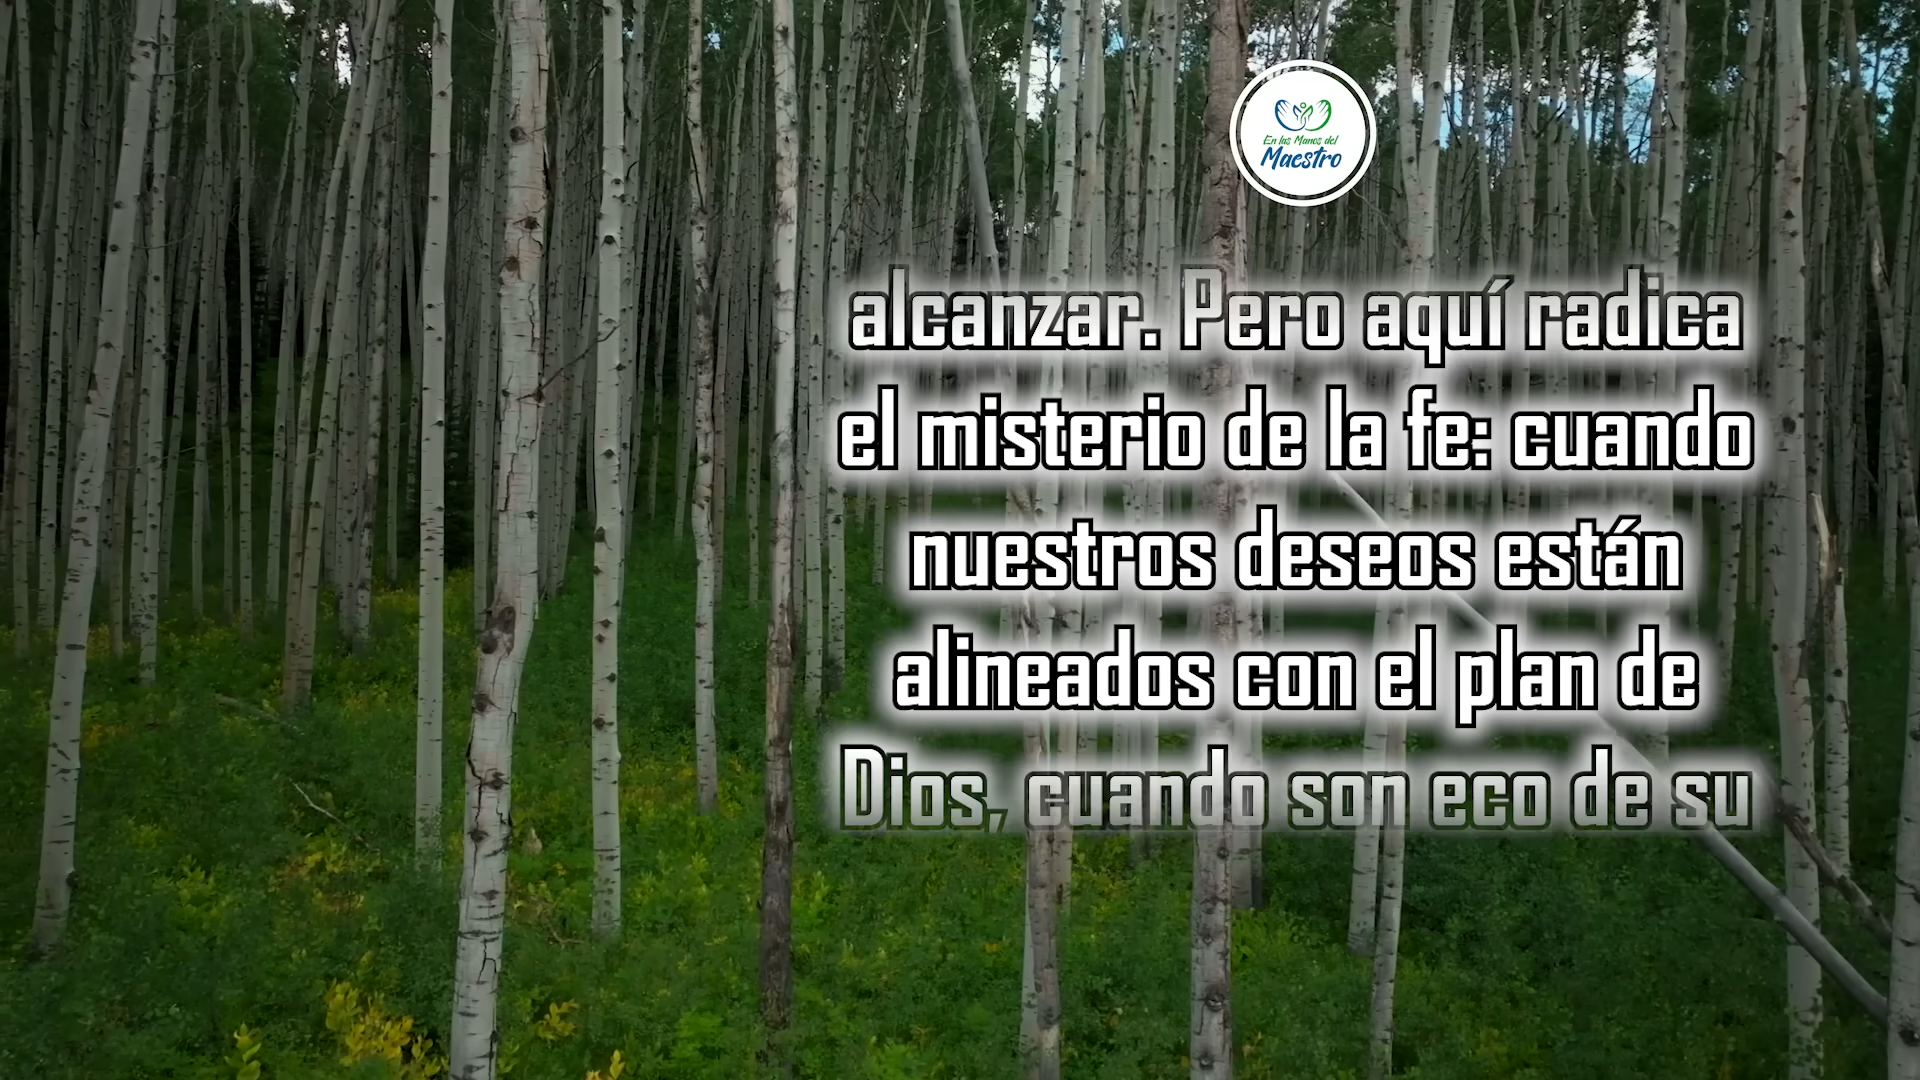 En las Manos del
Maestro
alcanzar. Pero aquí radica
el misterio de la fe: cuando
nuestros deseos están
alineados con el plan de
Dios, cuando son eco de su